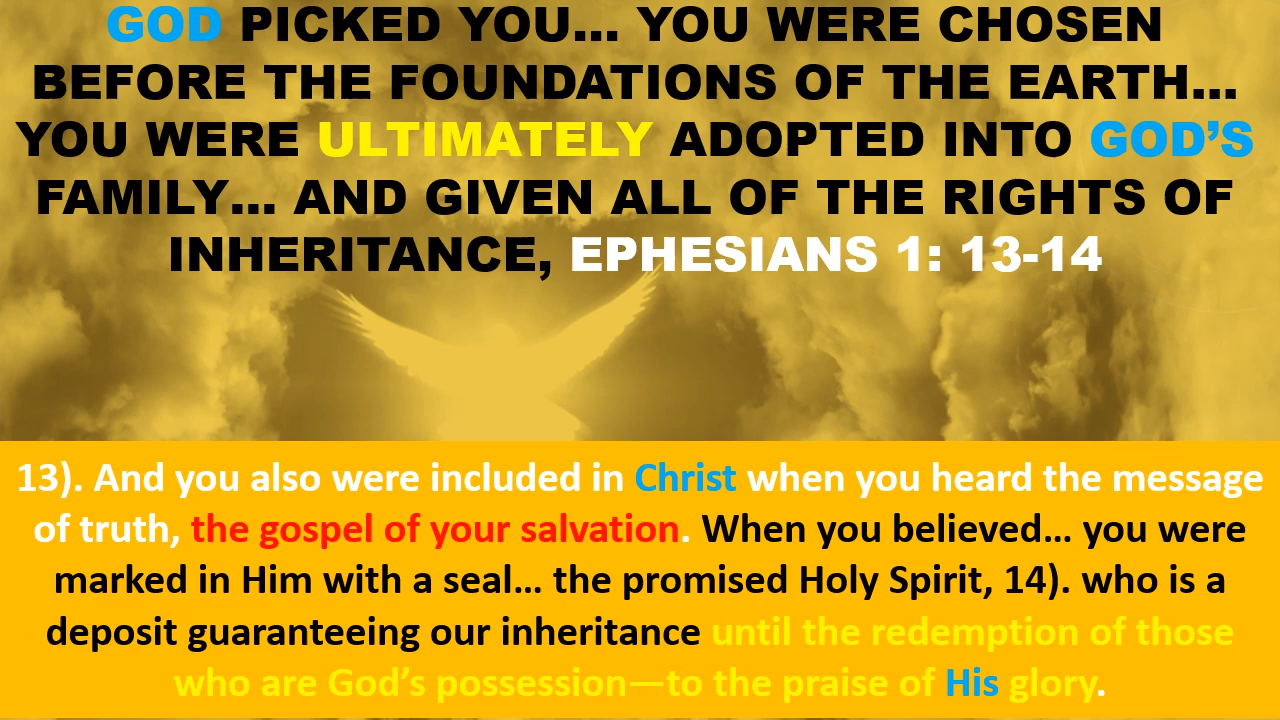 GOD PICKED YOU… YOU WERE CHOSEN
BEFORE THE FOUNDATIONS OF THE EARTH…
YOU WERE ULTIMATELY ADOPTED INTO GOD’S
FAMILY… AND GIVEN ALL OF THE RIGHTS OF
INHERITANCE, EPHESIANS 1: 13-14
13). And you also were included in Christ when you heard the message
of truth, the gospel of your salvation. When you believed… you were
marked in Him with a seal… the promised Holy Spirit, 14). who is a
deposit guaranteeing our inheritance until the redemption of those
who are God’s possession—to the praise of His glory.